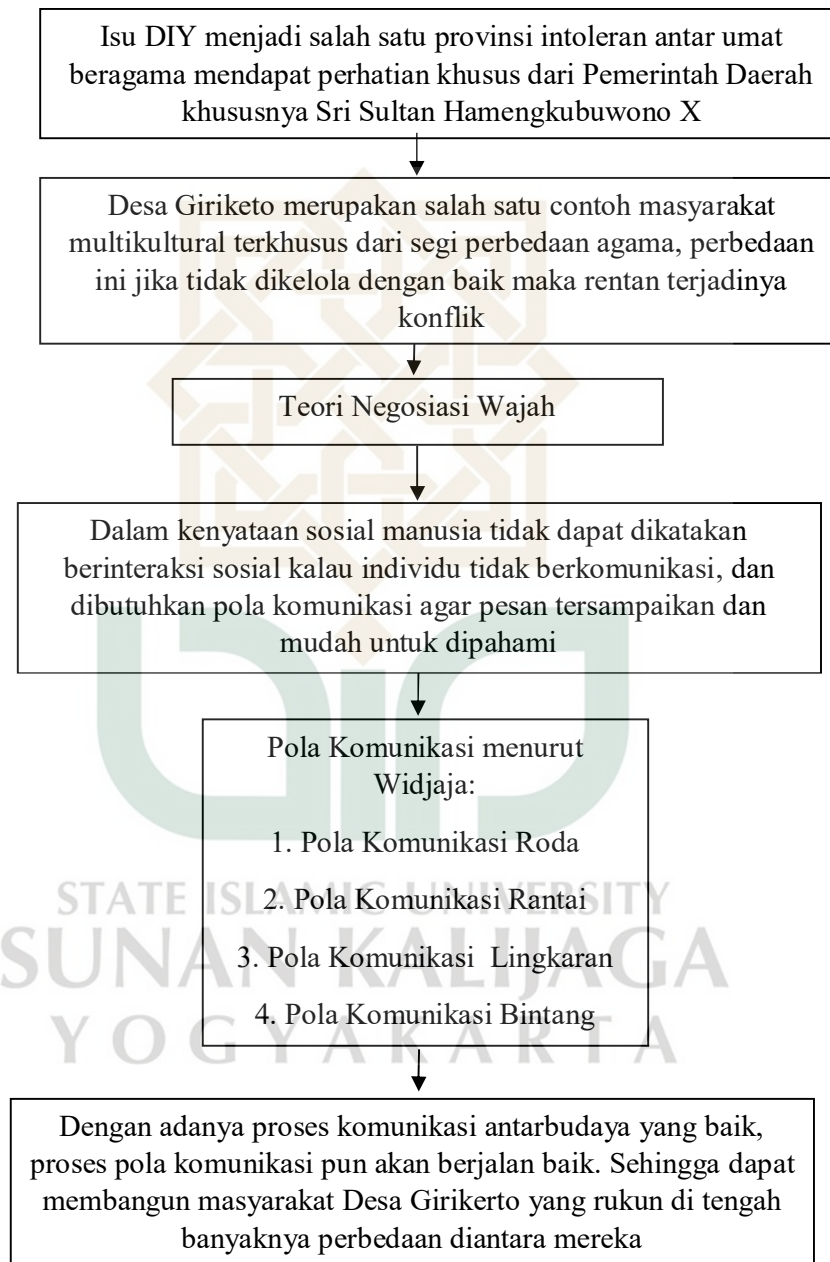 Isu DIY menjadi salah satu provinsi intoleran antar umat
beragama mendapat perhatian khusus dari Pemerintah Daerah
khususnya Sri Sultan Hamengkubuwono X
Desa Giriketo merupakan salah satu contoh masyarakat
multikultural terkhusus dari segi perbedaan agama, perbedaan
ini jika tidak dikelola dengan baik maka rentan terjadinya
konflik
Teori Negosiasi Wajah
Dalam kenyataan sosial manusia tidak dapat dikatakan
berinteraksi sosial kalau individu tidak berkomunikasi, dan
dibutuhkan pola komunikasi agar pesan tersampaikan dan
mudah untuk dipahami
Pola Komunikasi menurut
Widjaja:
1. Pola Komunikasi Roda
2. Pola Komunikasi Rantai
3. Pola Komunikasi Lingkaran
4. Pola Komunikasi Bintang
STATE ISLAMIC UNIVERSITY
SUNAN KALIJAGA
YOGYAKARTA
Dengan adanya proses komunikasi antarbudaya yang baik,
proses pola komunikasi pun akan berjalan baik. Sehingga dapat
membangun masyarakat Desa Girikerto yang rukun di tengah
banyaknya perbedaan diantara mereka